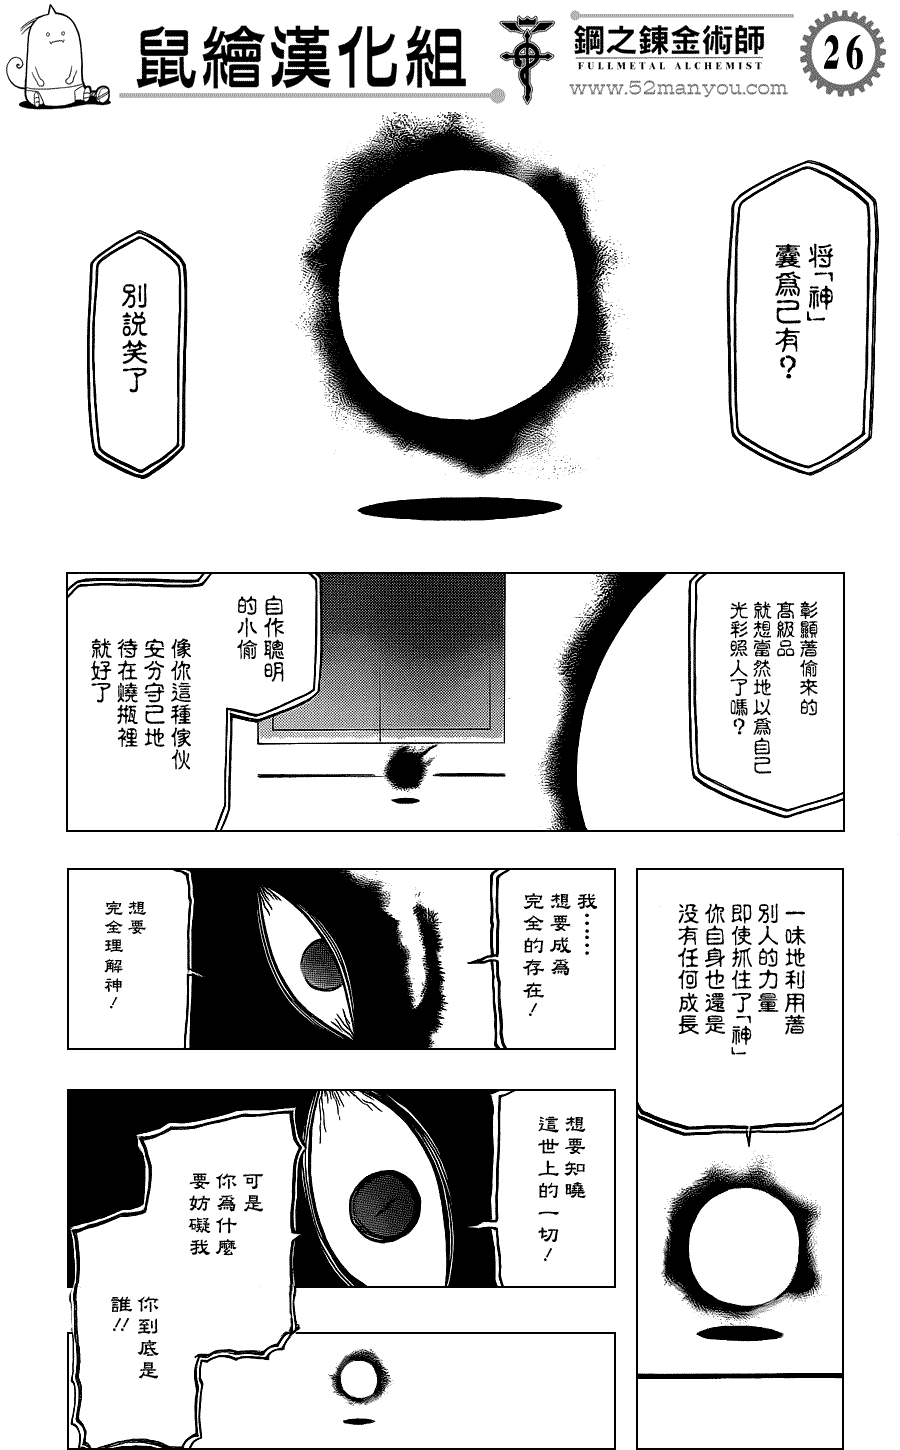 鼠繪漢化組
鋼之鍊金術師
FULLMETAL ALCHEMIST
www.52manyou.com
26
将「神」
囊爲己有？
別説笑了
彰顯著偷來的
高級品
就想當然地以爲自己
光彩照人了嗎？
自作聰明
的小偷
像你這種傢伙
安分守己地
待在燒瓶裡
就好了
一味地利用著
別人的力量
即使抓住了「神」
你自身也還是
没有任何成長
我……
想要成為
完全的存在！
想要
完全理解神！
想要知曉
這世上的一切！
可是
你為什麼
要妨礙我
你到底是
誰！！